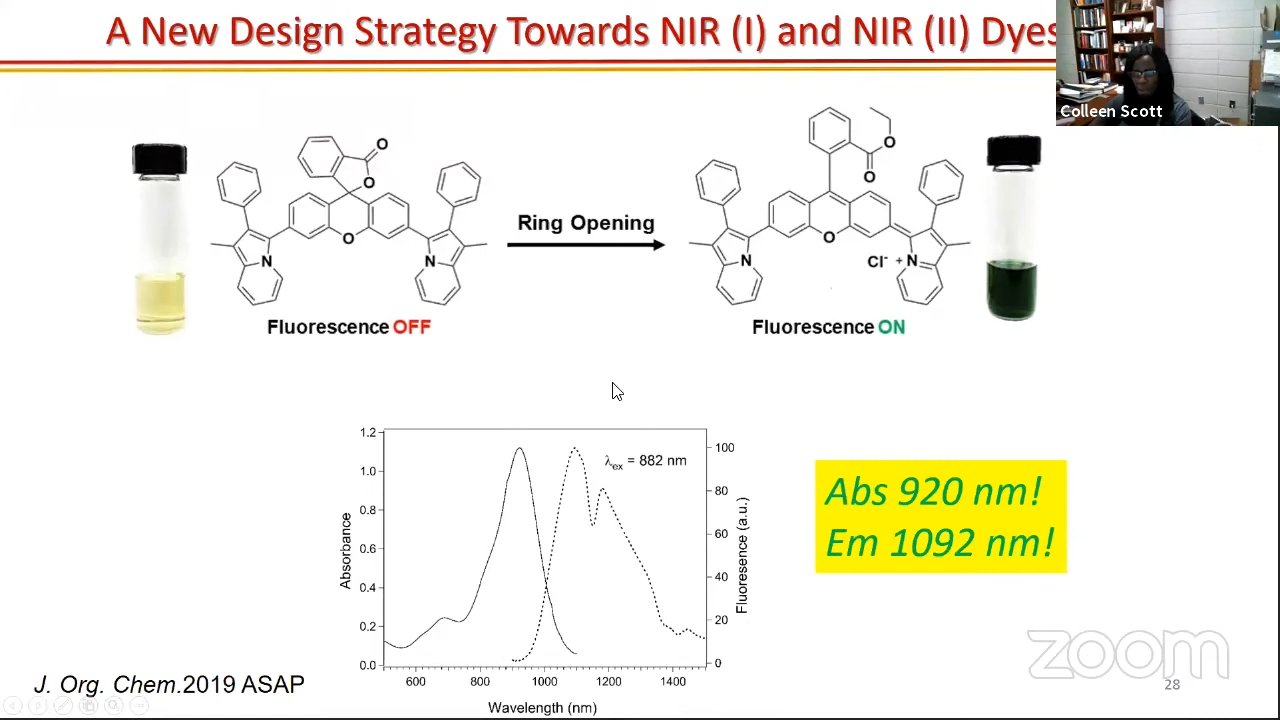 A New Design Strategy Towards NIR (I) and NIR (II) Dyes
Colleen Scott
O
O
O
N
N
Fluorescence OFF
Ring Opening
O
O
O
Cl-
+
N
N
Fluorescence ON
1.2
1.0
0.8
0.6
0.4
0.2
0.0
Absorbance
λex = 882 nm
100
80
60
40
20
0
Fluoresence (a.u.)
600
800
1000
1200
1400
Wavelength (nm)
Abs 920 nm!
Em 1092 nm!
J. Org. Chem.2019 ASAP
zoom
28